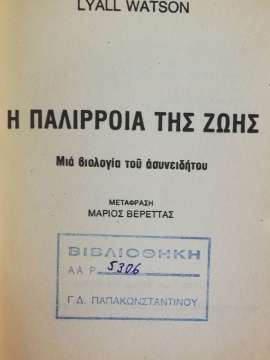 LYALL WATSON
Η ΠΑΛΙΡΡΟΙΑ ΤΗΣ ΖΩΗΣ
Μιά βιολογία τοῦ ἀσυνειδήτου
ΜΕΤΑΦΡΑΣΗ
ΜΑΡΙΟΣ ΒΕΡΕΤΤΑΣ
ΒΙΒΛΙΟΘΗΚΗ
Α Α Ρ. 5306
Γ.Δ. ΠΑΠΑΚΩΝΣΤΑΝΤΙΝΟΥ